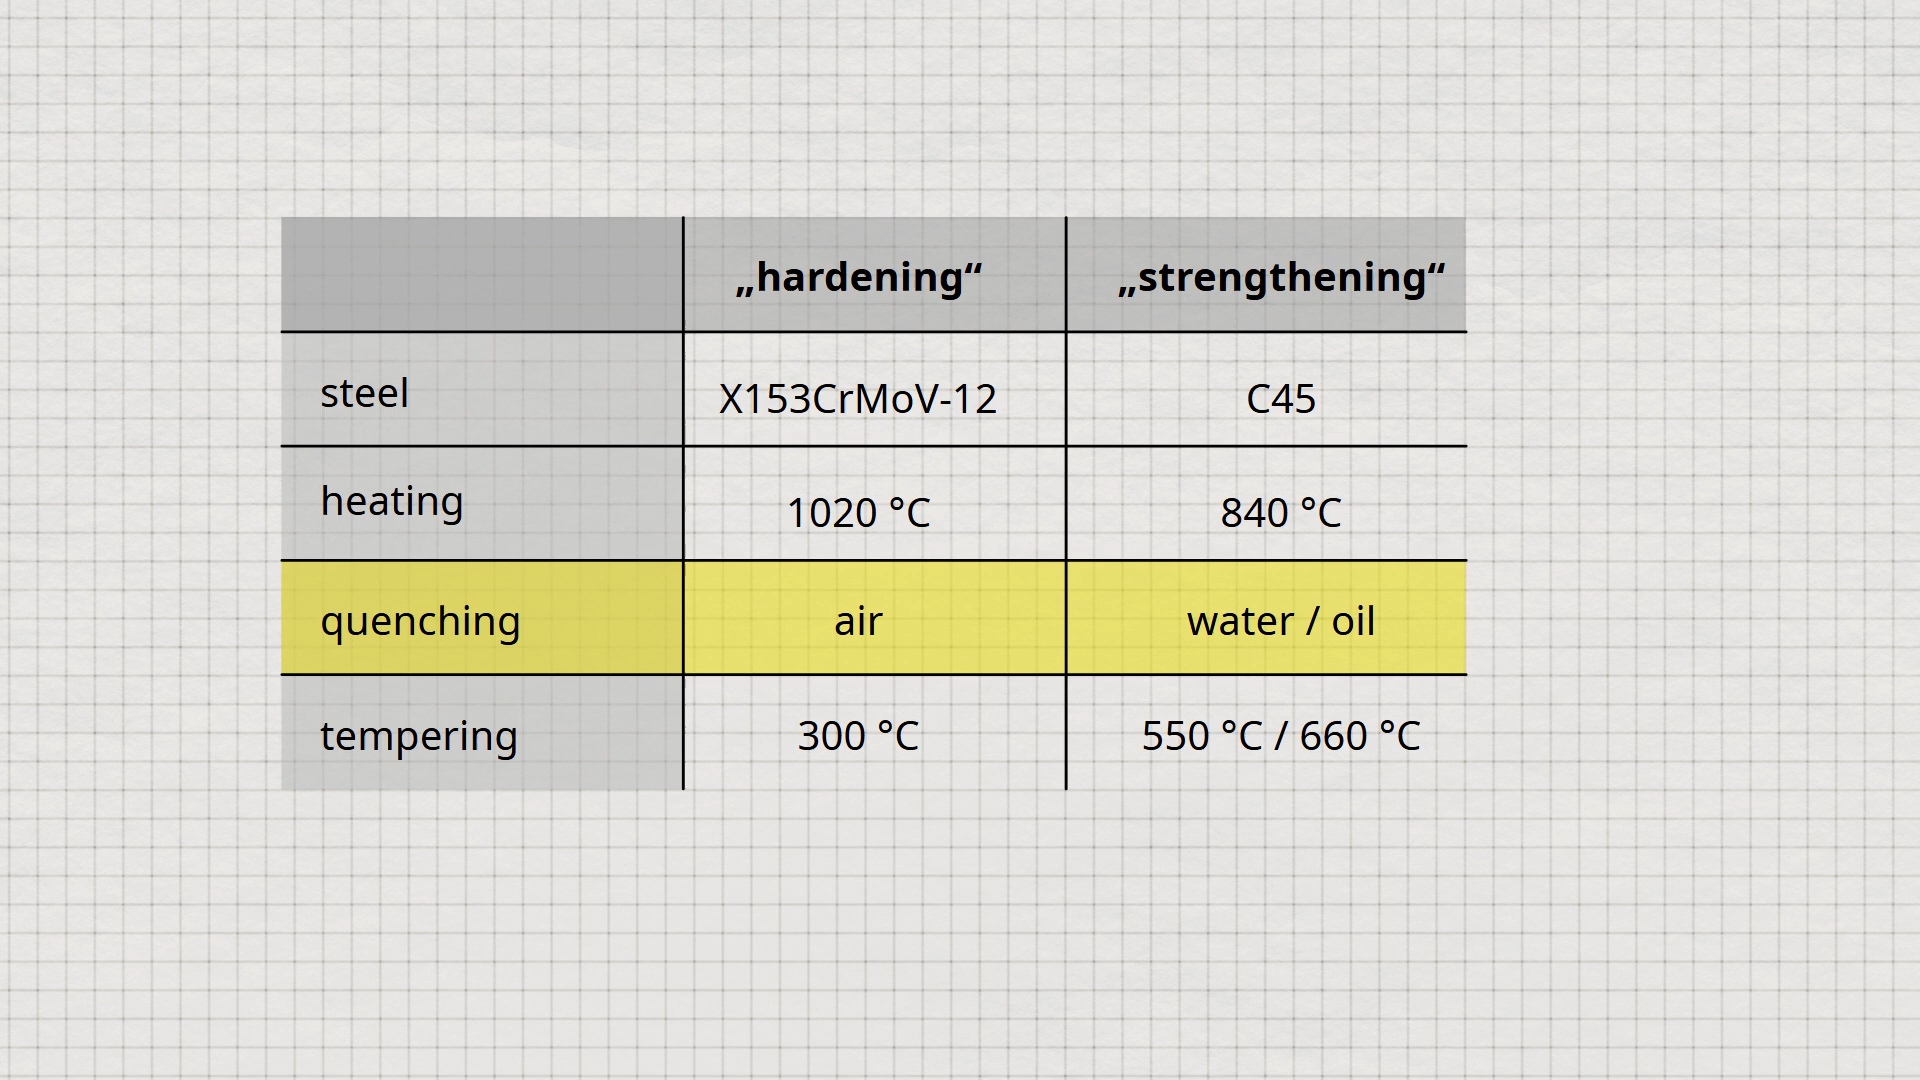 „hardening“ „strengthening“
steel X153CrMoV-12 C45
heating 1020 °C 840 °C
quenching air water / oil
tempering 300 °C 550 °C / 660 °C